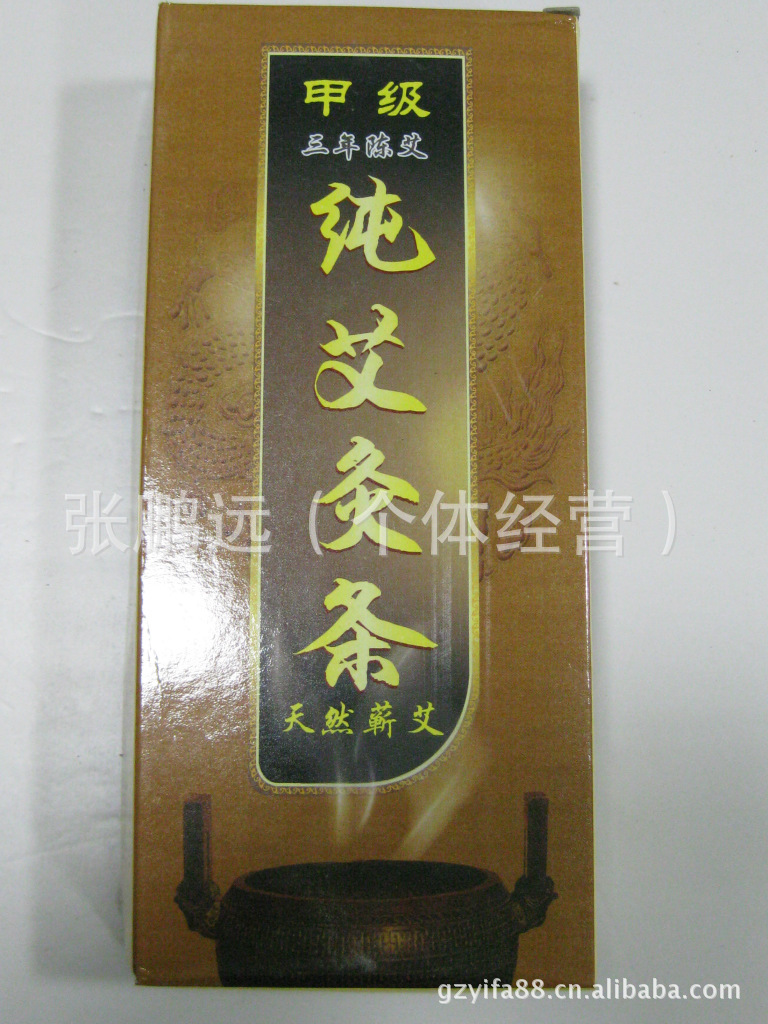 甲级
三年陈艾
纯艾灸条
天然蕲艾
张鹏远（个体经营）
gzyifa88.cn.alibaba.com